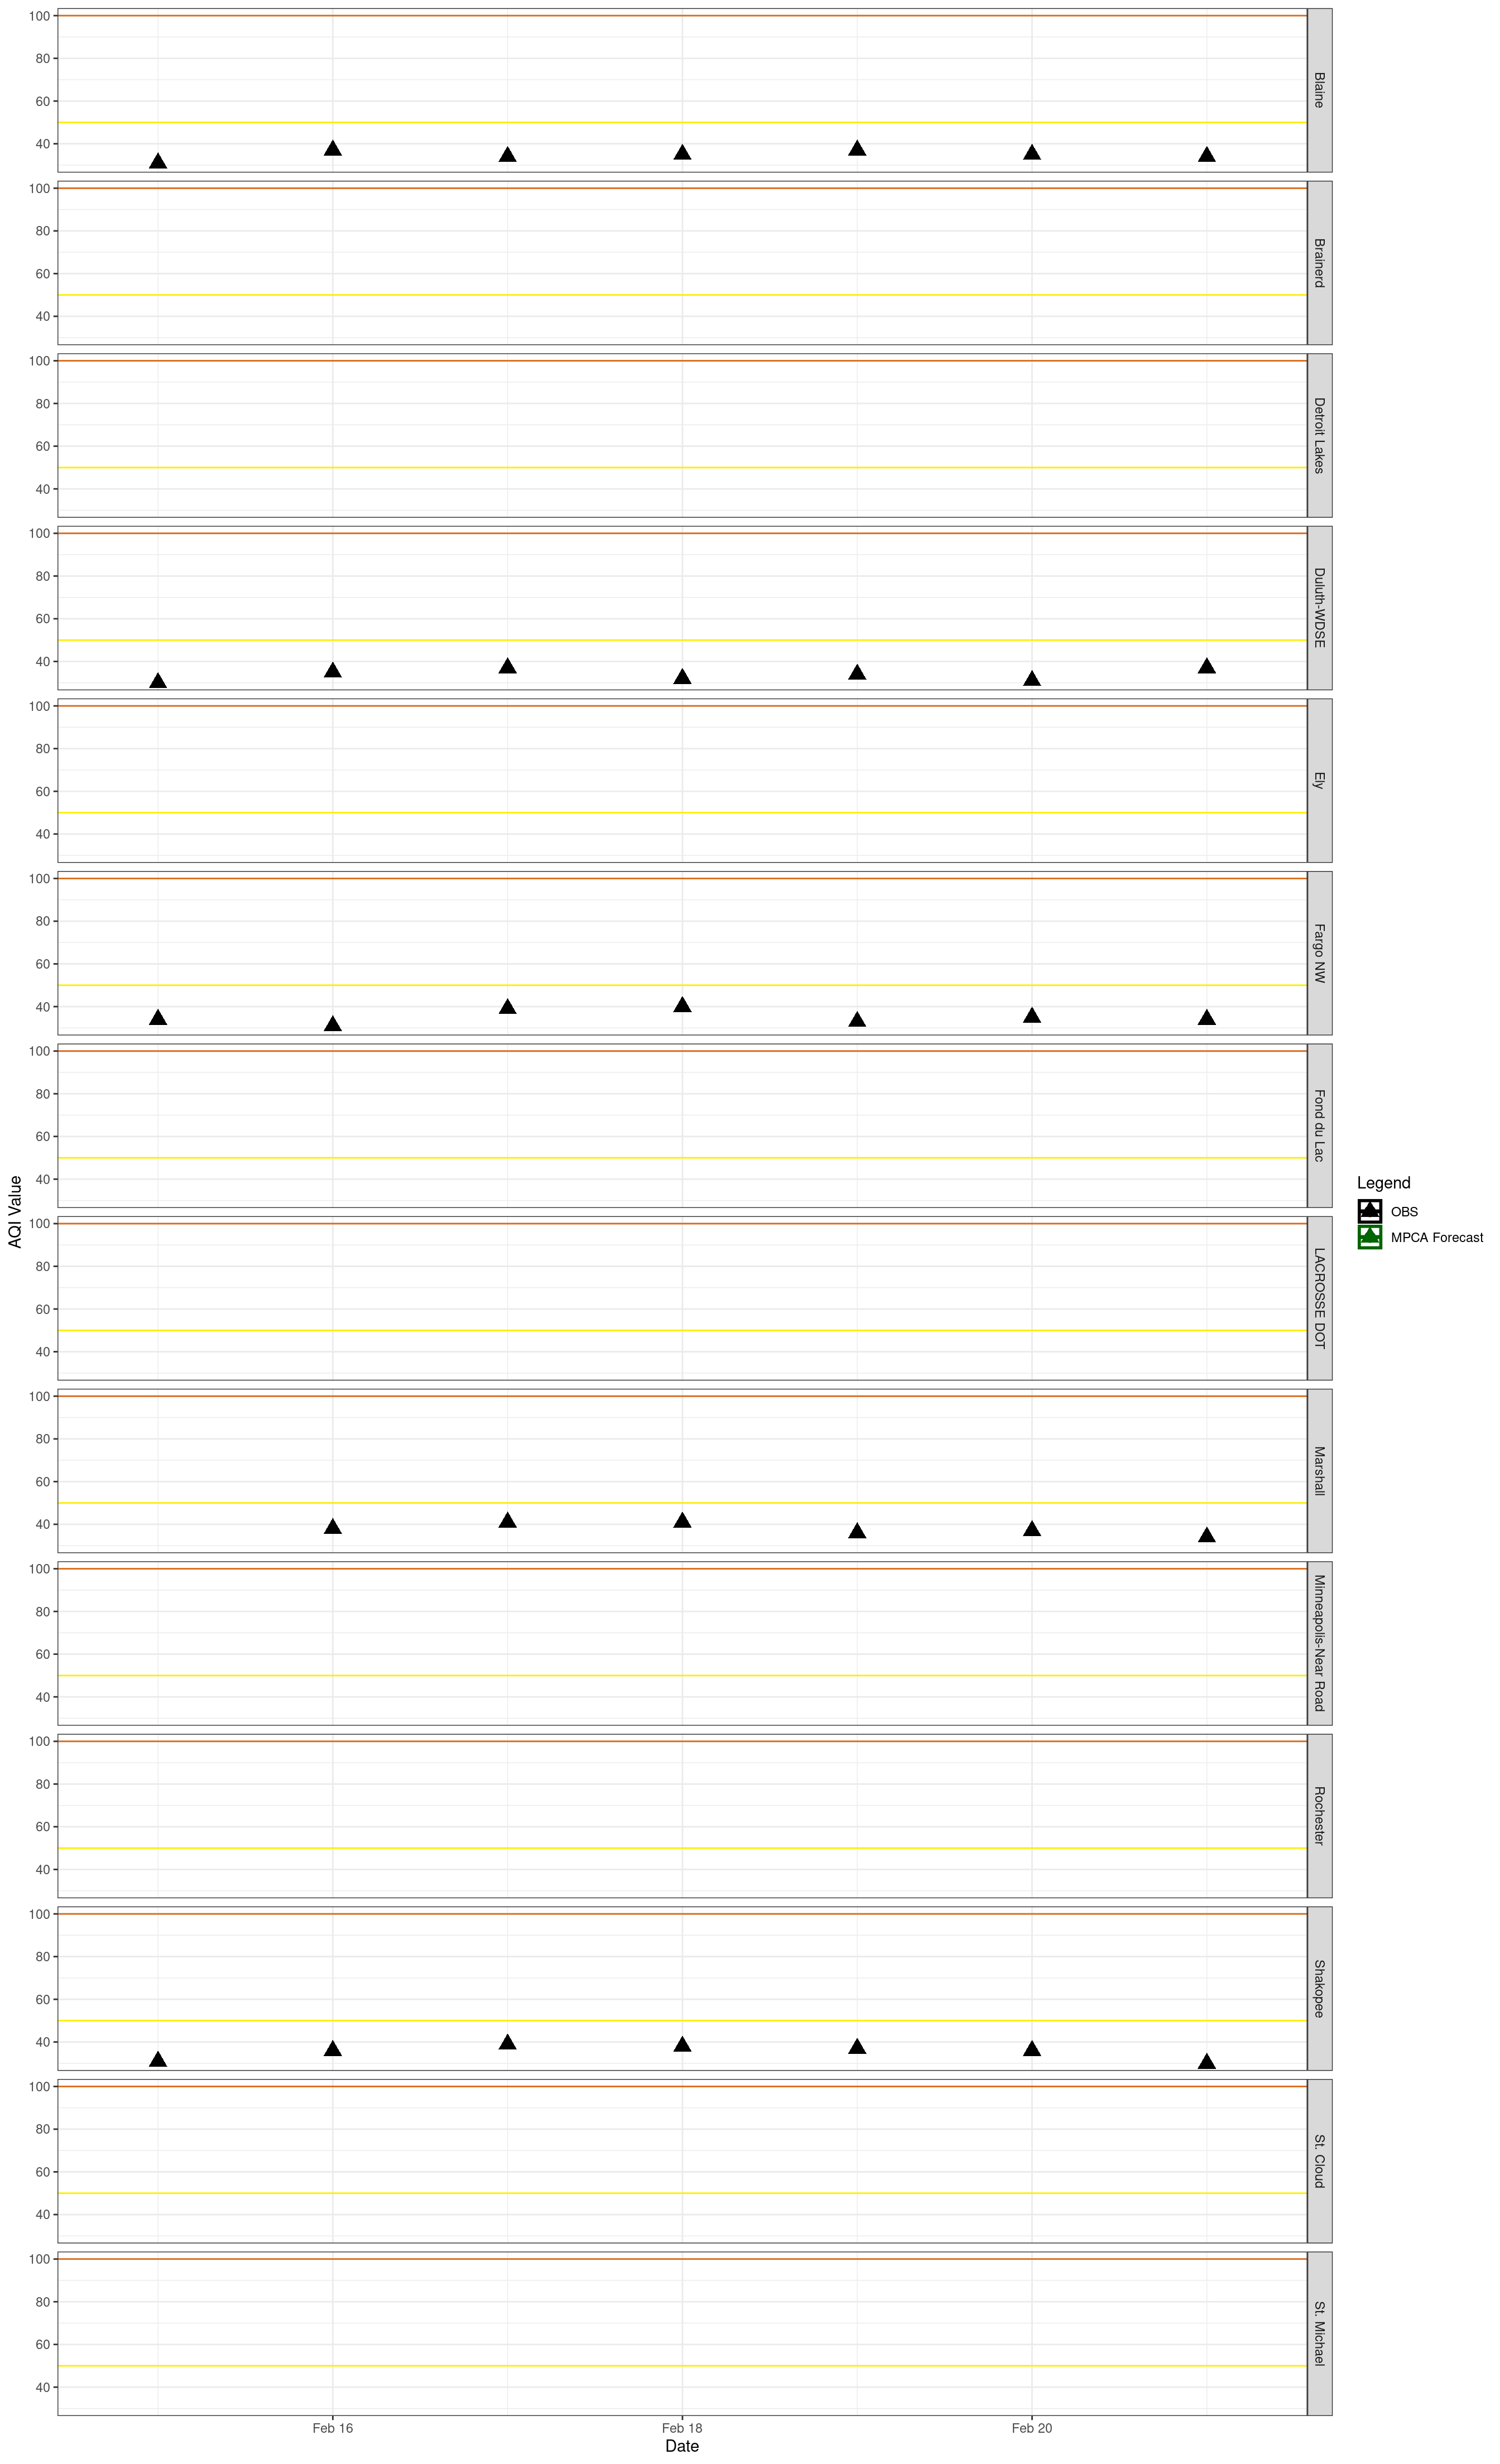 100
80
60
40
Blaine
100
80
60
40
Brainerd
100
80
60
40
Detroit Lakes
100
80
60
40
Duluth-WDSE
100
80
60
40
Ely
100
80
60
40
Fargo NW
100
80
60
40
Fond du Lac
100
80
60
40
LACROSSE DOT
100
80
60
40
Marshall
100
80
60
40
Minneapolis-Near Road
100
80
60
40
Rochester
100
80
60
40
Shakopee
100
80
60
40
St. Cloud
100
80
60
40
St. Michael
Feb 16
Feb 18
Feb 20
Date
AQI Value
Legend
OBS
MPCA Forecast